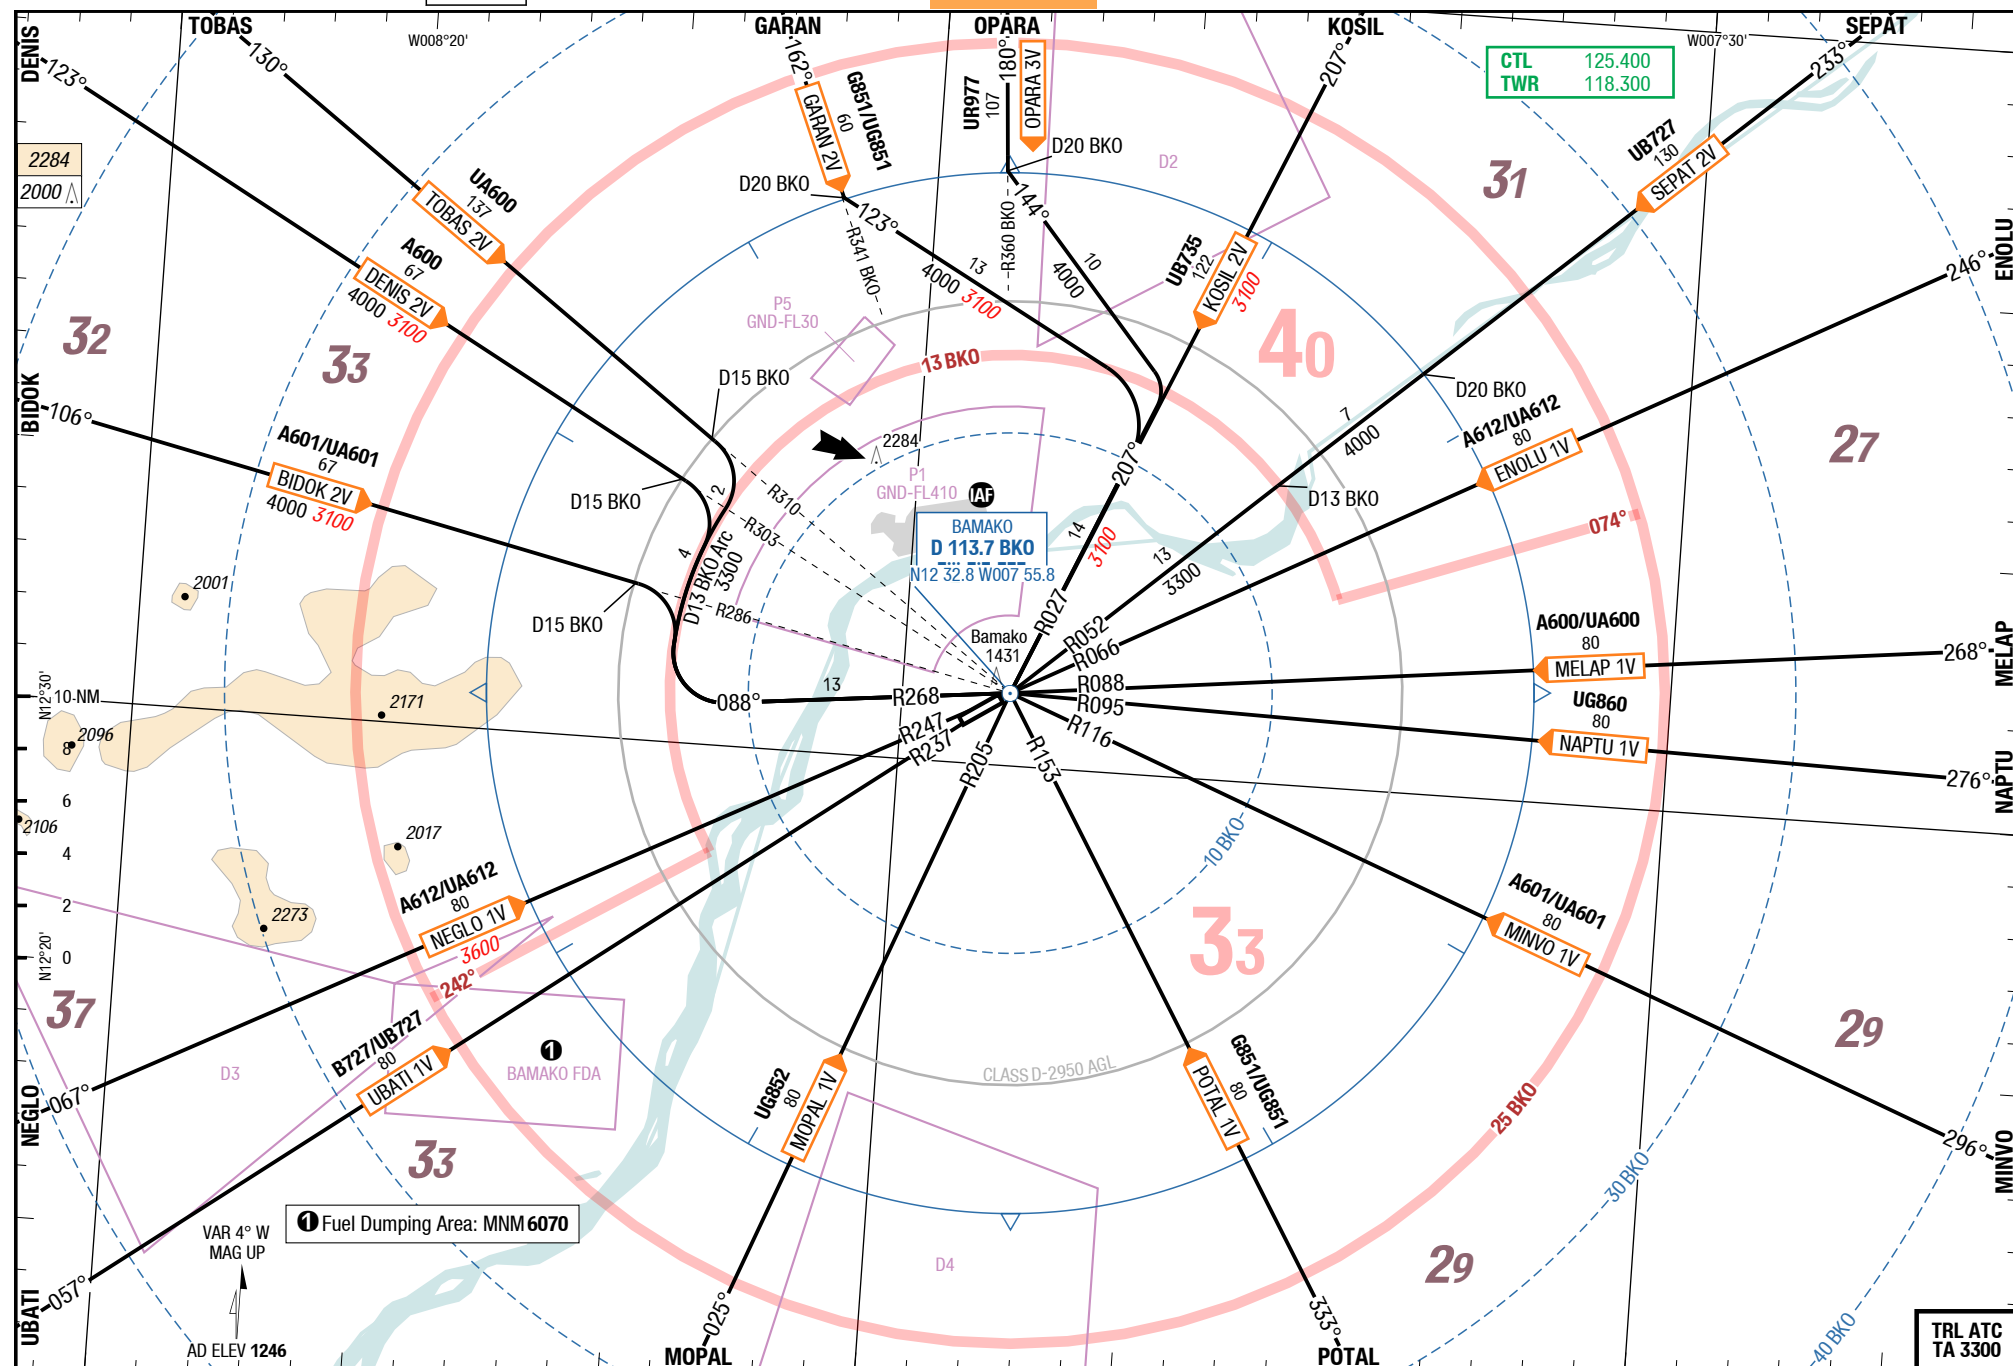 DENIS
TOBAS
GARAN
OPARA
KOSIL
SEPAT
W008°20'
W007°30'
123°
130°
162°
180°
207°
233°
CTL 125.400
TWR 118.300
2284
2000
UA600
137
TOBAS 2V
A600
67
DENIS 2V
4000 3100
G851/UG851
60
GARAN 2V
UR977
107
OPARA 3V
D20 BKO
D20 BKO
D2
UB727
130
SEPAT 2V
31
123°
144°
R341 BKO
R360 BKO
13
4000 3100
10
4000
UB735
122
KOSIL 2V
3100
ENOLU
246°
P5
GND-FL30
32
33
40
13 BKO
BIDOK
106°
D15 BKO
D20 BKO
7
4000
A601/UA601
67
BIDOK 2V
4000 3100
2284
P1
GND-FL410
IAF
207°
A612/UA612
80
ENOLU 1V
27
D15 BKO
2
R310
R303
D13 BKO
BAMAKO
D 113.7 BKO
N12 32.8 W007 55.8
14
3100
074°
4
D13 BKO Arc
3300
13
3300
2001
D15 BKO
R286
Bamako
1431
R027
R052
R066
A600/UA600
80
MELAP 1V
268°
MELAP
N12°30'
10-NM
2171
088°
13
R268
R088
R095
R116
UG860
80
NAPTU 1V
276°
NAPTU
2096
8
R247
R237
R205
R153
6
2106
2017
4
10 BKO
A612/UA612
80
NEGLO 1V
3600
2
2273
242°
33
A601/UA601
80
MINVO 1V
N12°20'
0
37
29
B727/UB727
80
UBATI 1V
1
BAMAKO FDA
D3
CLASS D-2950 AGL
UG852
80
MOPAL 1V
G851/UG851
80
POTAL 1V
25 BKO
NEGLO
067°
296°
MINVO
33
30 BKO
1 Fuel Dumping Area: MNM 6070
VAR 4° W
MAG UP
D4
29
UBATI
057°
025°
333°
AD ELEV 1246
MOPAL
POTAL
40 BKO
TRL ATC
TA 3300